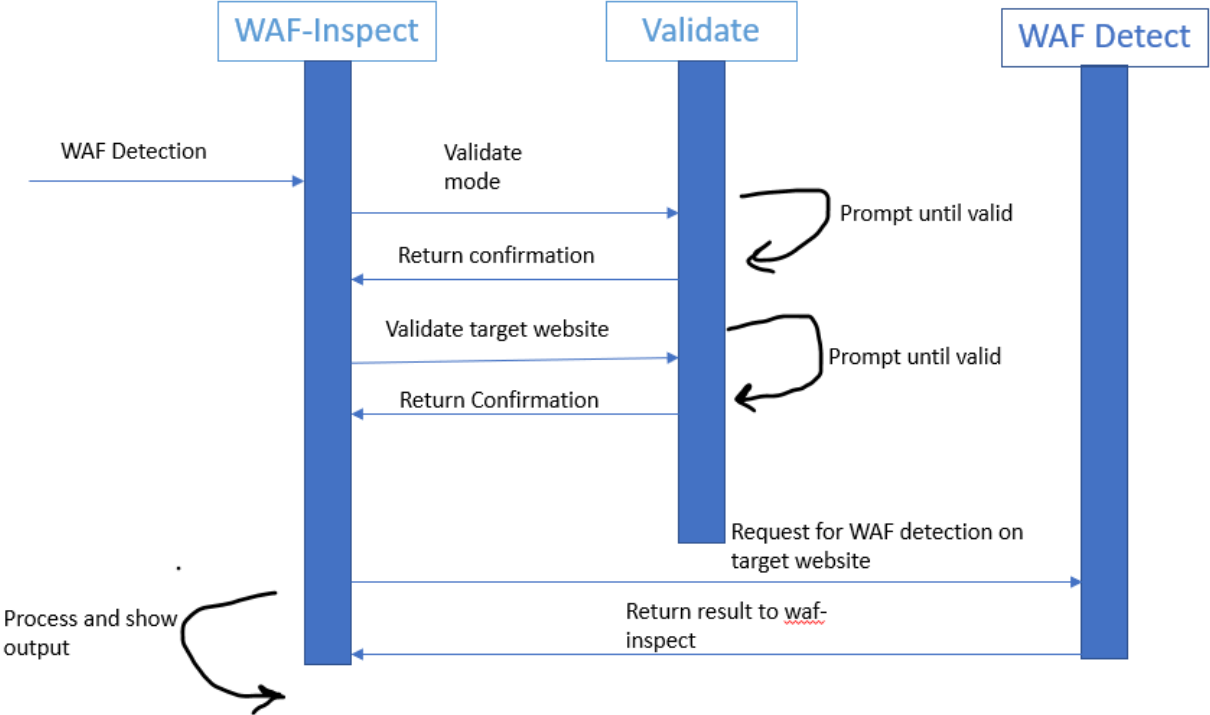 WAF-Inspect
Validate
WAF Detect
WAF Detection
Validate
mode
Prompt until valid
Return confirmation
Validate target website
Prompt until valid
Return Confirmation
Request for WAF detection on
target website
Process and show
output
Return result to waf-
inspect